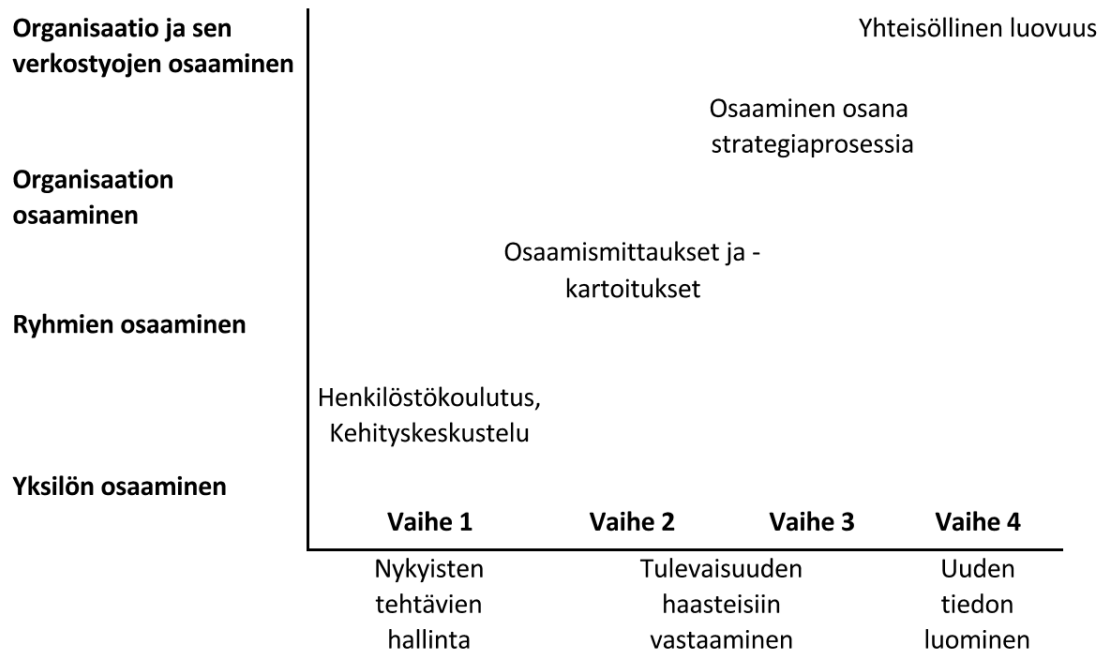 Organisaatio ja sen
verkostyojen osaaminen
Yhteisöllinen luovuus
Osaaminen osana
strategiaprosessia
Organisaation
osaaminen
Osaamismittaukset ja -
kartoitukset
Ryhmien osaaminen
Henkilöstökoulutus,
Kehityskeskustelu
Yksilön osaaminen
Vaihe 1
Vaihe 2
Vaihe 3
Vaihe 4
Nykyisten
tehtävien
hallinta
Tulevaisuuden
haasteisiin
vastaaminen
Uuden
tiedon
luominen